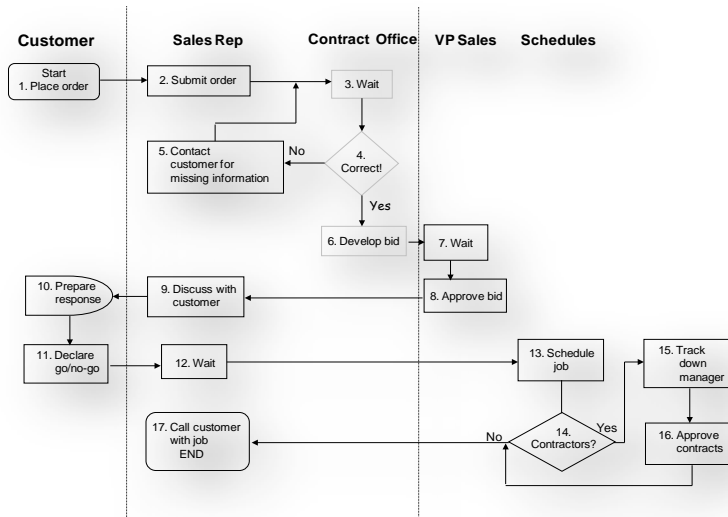 Customer
Sales Rep
Contract Office
VP Sales
Schedules
Start
1. Place order
2. Submit order
3. Wait
5. Contact
customer for
missing information
No
4.
Correct!
Yes
6. Develop bid
7. Wait
10. Prepare
response
9. Discuss with
customer
8. Approve bid
11. Declare
go/no-go
12. Wait
13. Schedule
job
15. Track
down
manager
17. Call customer
with job
END
No
14.
Contractors?
Yes
16. Approve
contracts